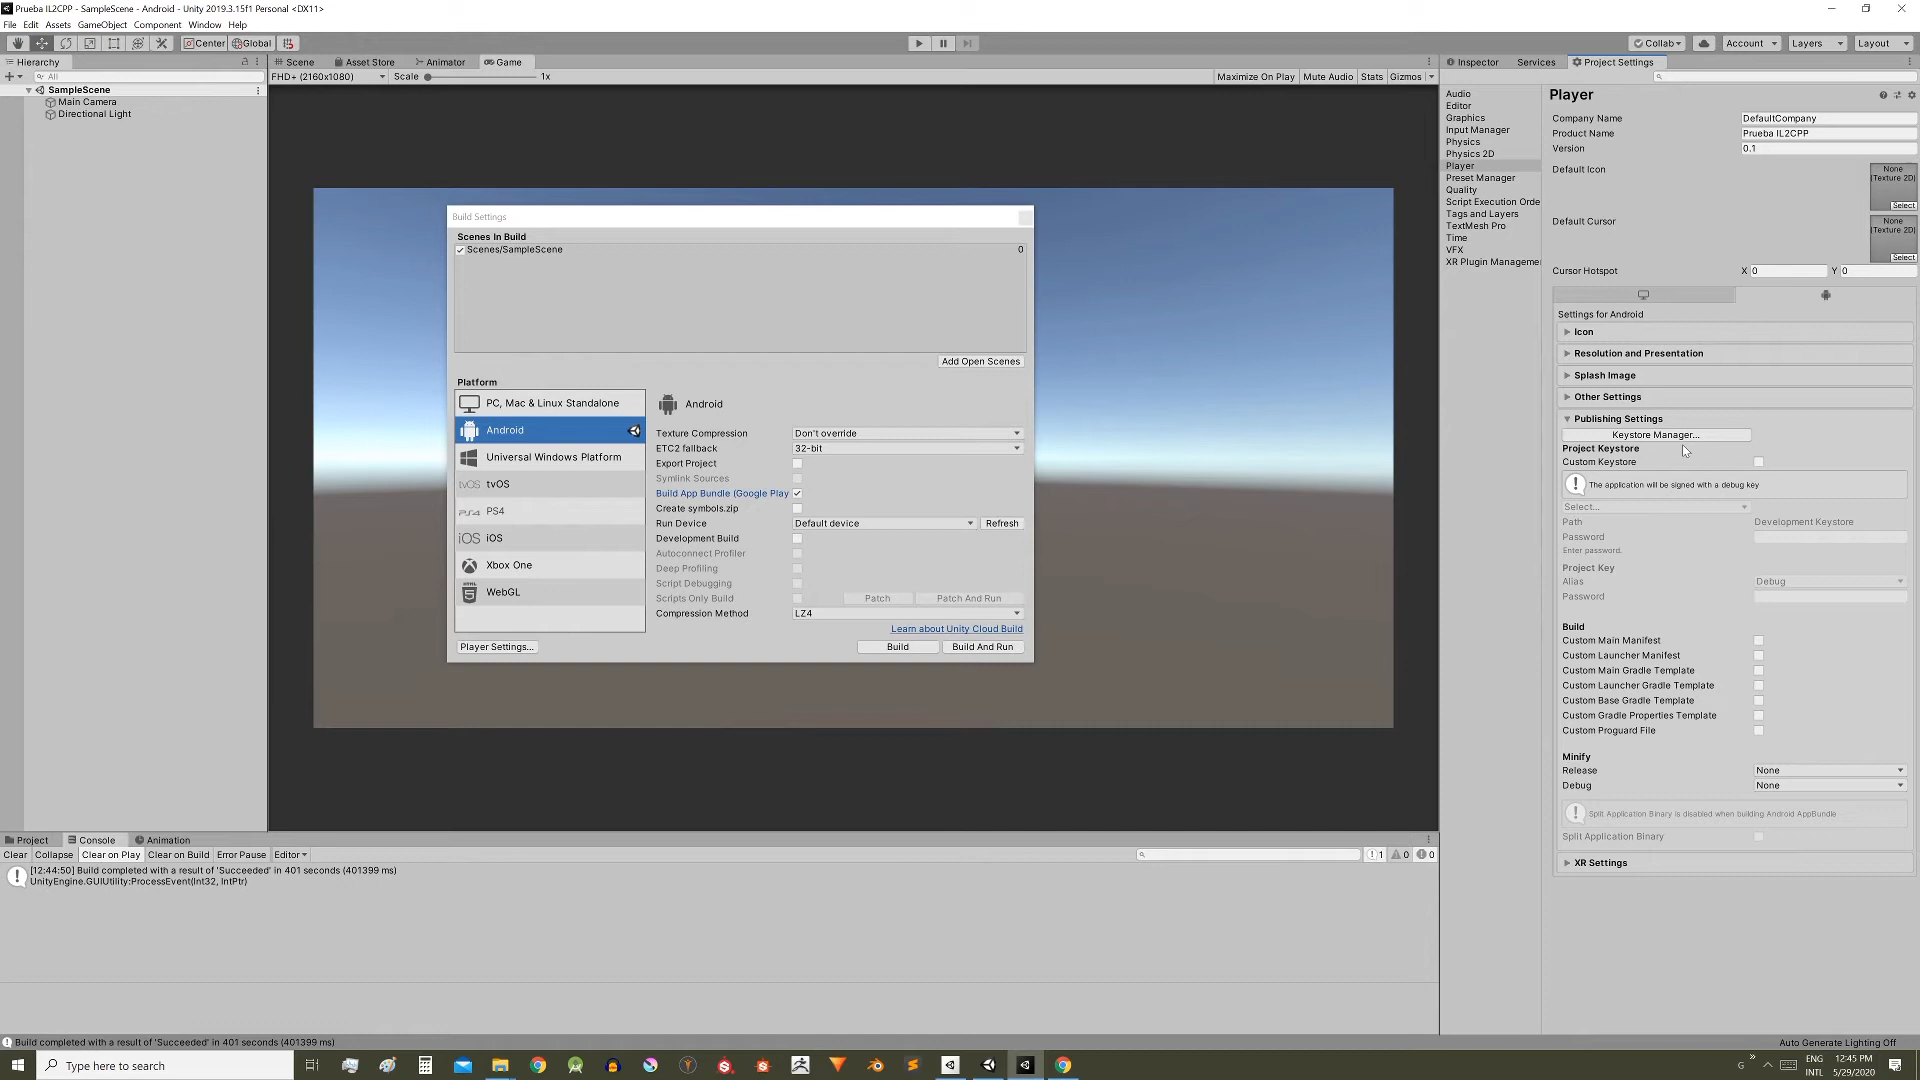 Prueba IL2CPP - SampleScene - Android - Unity 2019.3.15f1 Personal <DX11>
File Edit Assets GameObject Component Window Help
Center Global Collab Account Layers Layout
Hierarchy
All
SampleScene
Main Camera
Directional Light
Scene Asset Store Animator Game
FHD+ (2160x1080) Scale 1x Maximize On Play Mute Audio Stats Gizmos
Build Settings
Scenes In Build
Scenes/SampleScene 0
Add Open Scenes
Platform
PC, Mac & Linux Standalone
Android
Universal Windows Platform
tvOS tvOS
PS4
iOS iOS
Xbox One
HTML
WebGL
Android
Texture Compression Don't override
ETC2 fallback 32-bit
Export Project
Symlink Sources
Build App Bundle (Google Play
Create symbols.zip
Run Device Default device Refresh
Development Build
Autoconnect Profiler
Deep Profiling
Script Debugging
Scripts Only Build Patch Patch And Run
Compression Method LZ4
Learn about Unity Cloud Build
Player Settings... Build Build And Run
Inspector Services Project Settings
Audio
Editor
Graphics
Input Manager
Physics
Physics 2D
Player
Preset Manager
Quality
Script Execution Orde
Tags and Layers
TextMesh Pro
Time
VFX
XR Plugin Manageme
Player
Company Name DefaultCompany
Product Name Prueba IL2CPP
Version 0.1
Default Icon None
(Texture 2D)
Select
Default Cursor None
(Texture 2D)
Select
Cursor Hotspot X 0 Y 0
Settings for Android
Icon
Resolution and Presentation
Splash Image
Other Settings
Publishing Settings
Keystore Manager...
Project Keystore
Custom Keystore
The application will be signed with a debug key
Select...
Path Development Keystore
Password
Enter password.
Project Key
Alias Debug
Password
Build
Custom Main Manifest
Custom Launcher Manifest
Custom Main Gradle Template
Custom Launcher Gradle Template
Custom Base Gradle Template
Custom Gradle Properties Template
Custom Proguard File
Minify
Release None
Debug None
Split Application Binary is disabled when building Android AppBundle
Split Application Binary
XR Settings
Project Console Animation
Clear Collapse Clear on Play Clear on Build Error Pause Editor 1 0 0
[12:44:50] Build completed with a result of 'Succeeded' in 401 seconds (401399 ms)
UnityEngine.GUIUtility:ProcessEvent(Int32, IntPtr)
Build completed with a result of 'Succeeded' in 401 seconds (401399 ms)
Auto Generate Lighting Off
Type here to search
ENG
INTL
12:45 PM
5/29/2020